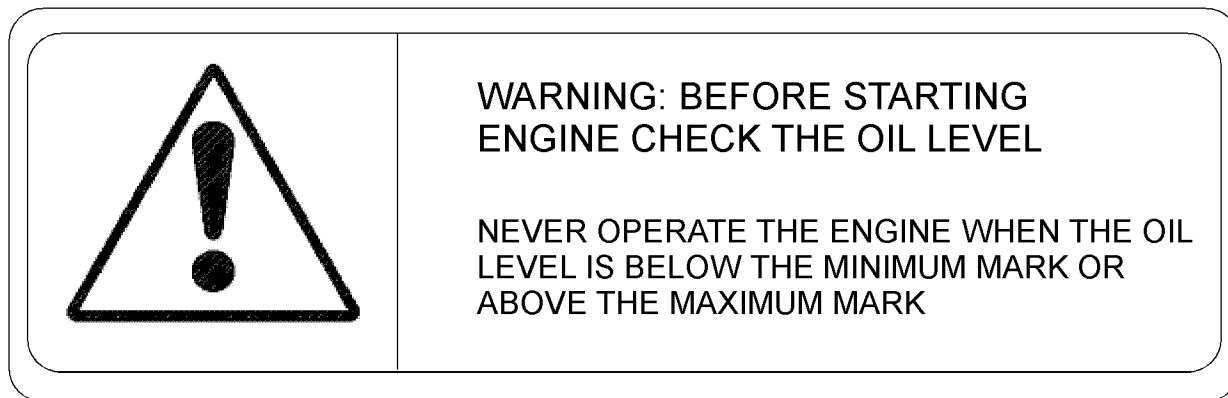 WARNING: BEFORE STARTING
ENGINE CHECK THE OIL LEVEL
NEVER OPERATE THE ENGINE WHEN THE OIL
LEVEL IS BELOW THE MINIMUM MARK OR
ABOVE THE MAXIMUM MARK